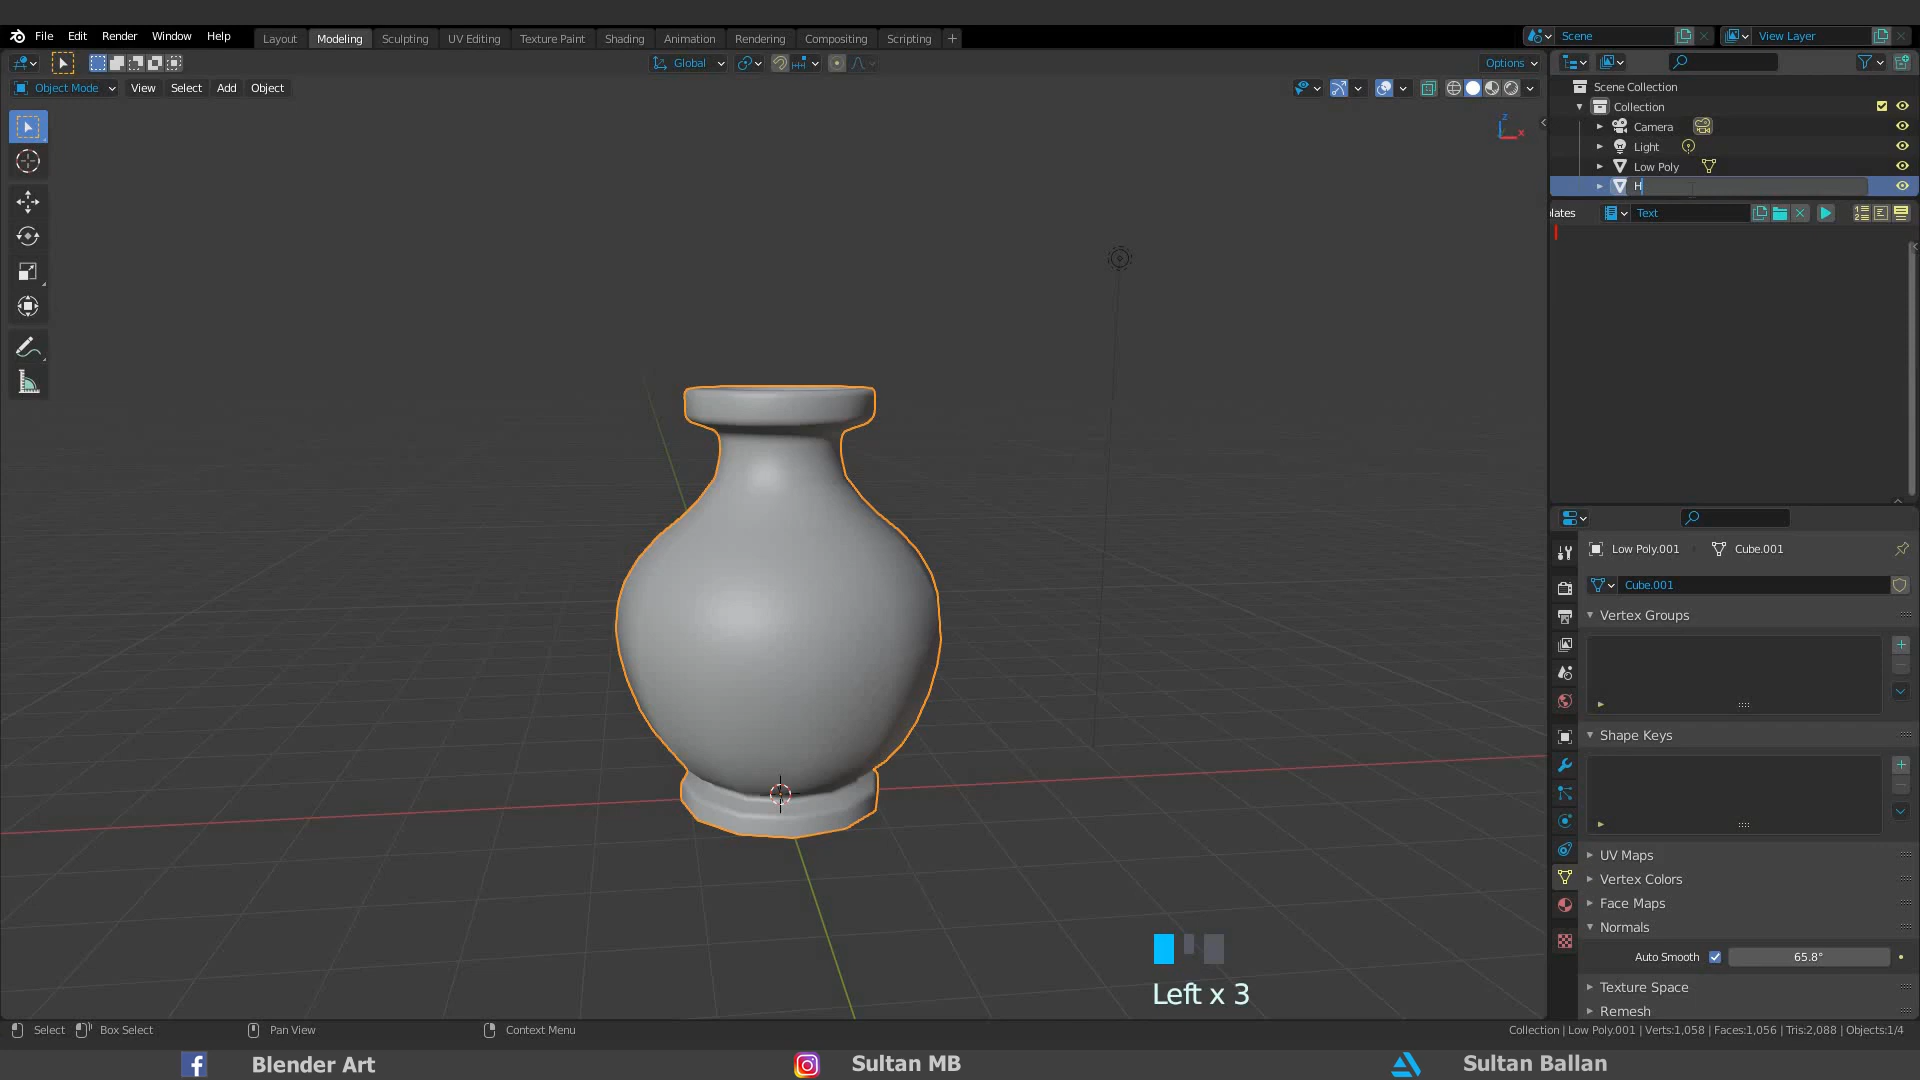 File Edit Render Window Help Layout Modeling Sculpting UV Editing Texture Paint Shading Animation Rendering Compositing Scripting + Scene View Layer
Global Options
Object Mode View Select Add Object
Scene Collection
Collection
Camera
Light
Low Poly
H
lates Text
Z
X
Low Poly.001 Cube.001
Cube.001
Vertex Groups
Shape Keys
UV Maps
Vertex Colors
Face Maps
Normals
Auto Smooth 65.8°
Texture Space
Remesh
Left x 3
Select Box Select Pan View Context Menu Collection | Low Poly.001 | Verts:1,058 | Faces:1,056 | Tris:2,088 | Objects:1/4
Blender Art Sultan MB Sultan Ballan